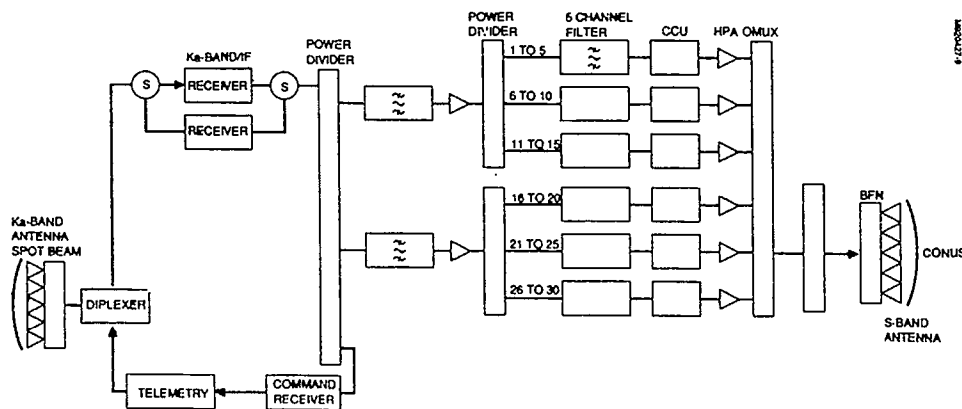 POWER
DIVIDER
5 CHANNEL
FILTER
CCU
HPA OMUX
Ka-BAND/IF
POWER
DIVIDER
1 TO 5
S
RECEIVER
S
RECEIVER
6 TO 10
11 TO 15
16 TO 20
21 TO 25
26 TO 30
BFN
CONUS
S-BAND
ANTENNA
Ka-BAND
ANTENNA
SPOT BEAM
DIPLEXER
TELEMETRY
COMMAND
RECEIVER